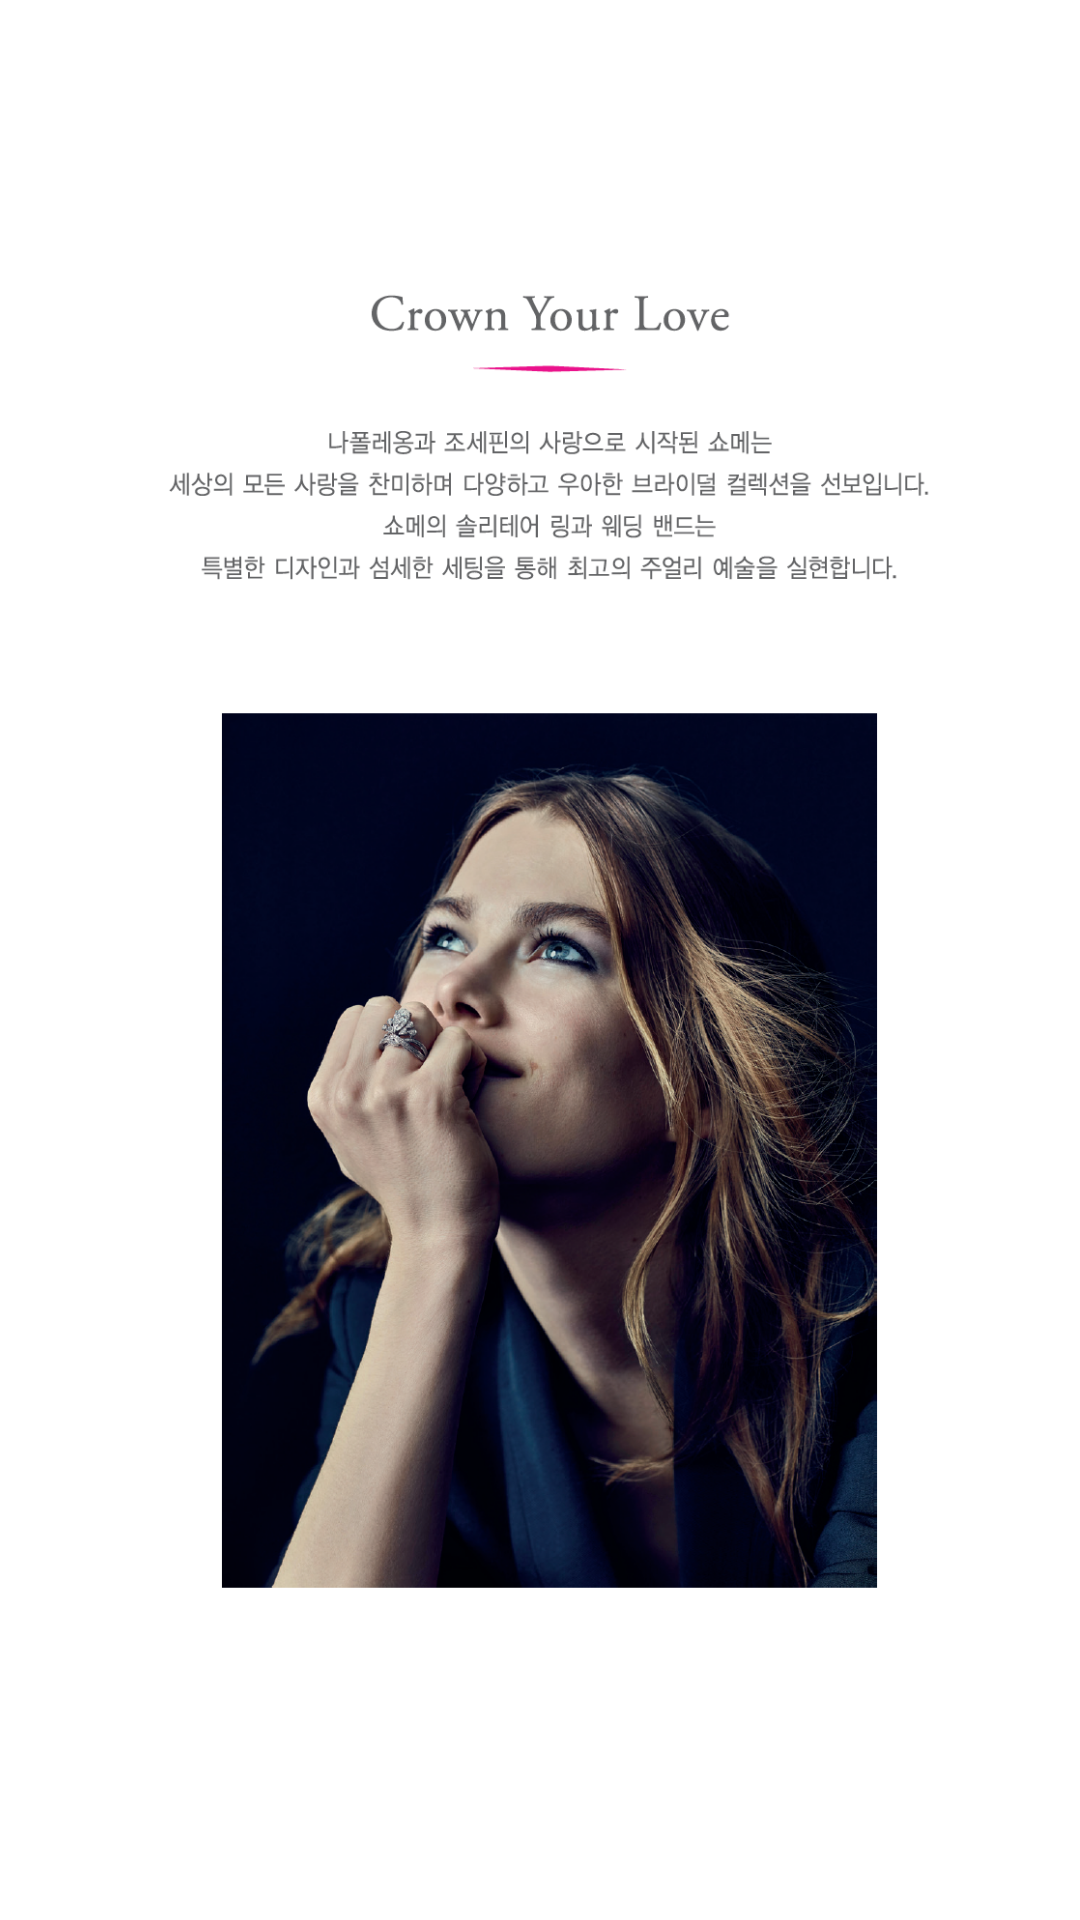 Crown Your Love
나폴레옹과 조세핀의 사랑으로 시작된 쇼메는
세상의 모든 사랑을 찬미하며 다양하고 우아한 브라이덜 컬렉션을 선보입니다.
쇼메의 솔리테어 링과 웨딩 밴드는
특별한 디자인과 섬세한 세팅을 통해 최고의 주얼리 예술을 실현합니다.